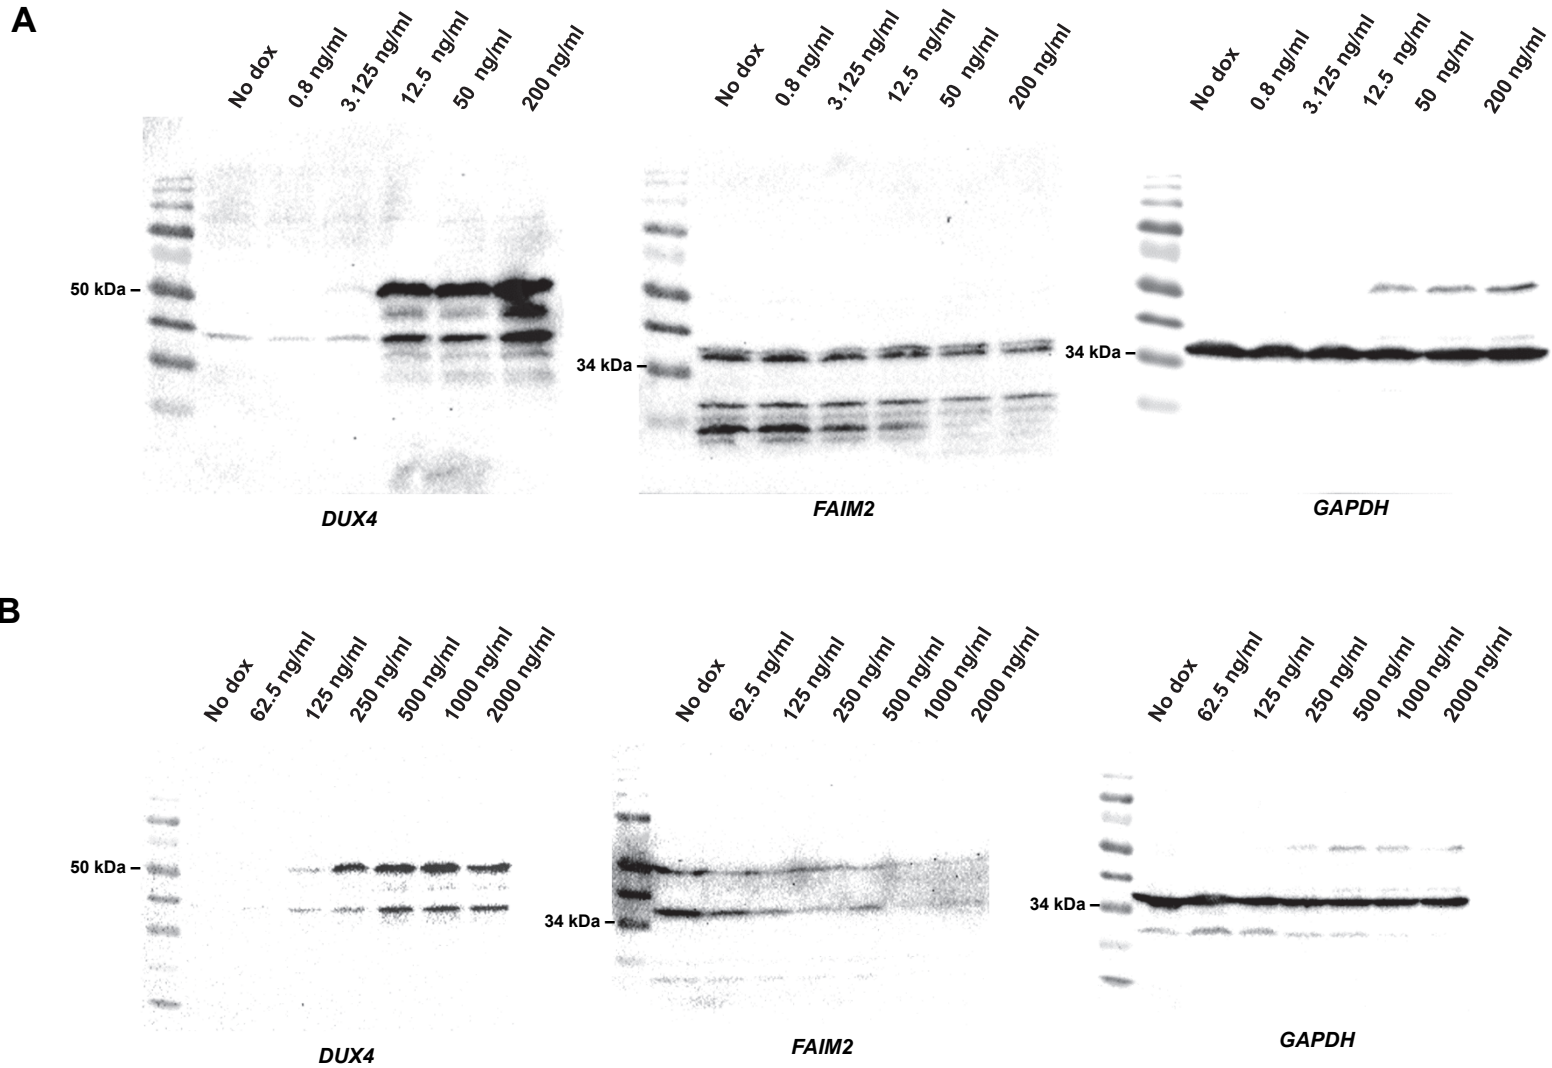 A
No dox
0.8 ng/ml
3.125 ng/ml
12.5 ng/ml
50 ng/ml
200 ng/ml
No dox
0.8 ng/ml
3.125 ng/ml
12.5 ng/ml
50 ng/ml
200 ng/ml
No dox
0.8 ng/ml
3.125 ng/ml
12.5 ng/ml
50 ng/ml
200 ng/ml
50 kDa
34 kDa
34 kDa
DUX4
FAIM2
GAPDH
B
No dox
62.5 ng/ml
125 ng/ml
250 ng/ml
500 ng/ml
1000 ng/ml
2000 ng/ml
No dox
62.5 ng/ml
125 ng/ml
250 ng/ml
500 ng/ml
1000 ng/ml
2000 ng/ml
No dox
62.5 ng/ml
125 ng/ml
250 ng/ml
500 ng/ml
1000 ng/ml
2000 ng/ml
50 kDa
34 kDa
34 kDa
DUX4
FAIM2
GAPDH